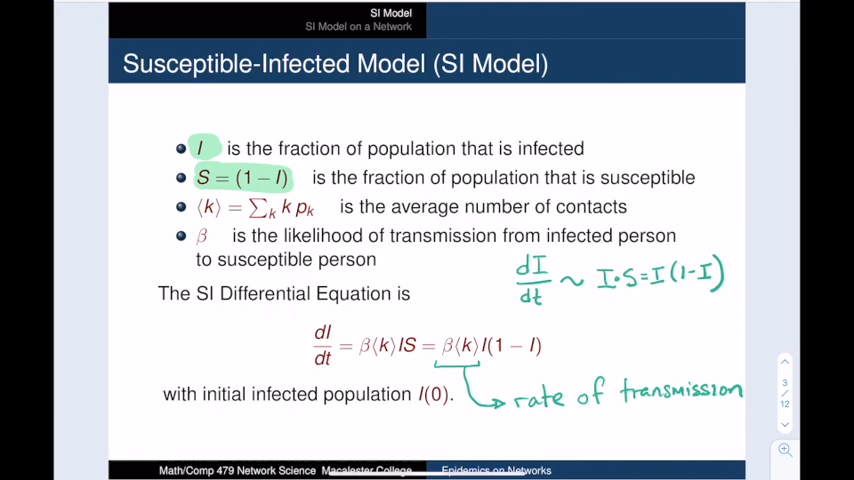 SI Model
SI Model on a Network
Susceptible-Infected Model (SI Model)
I is the fraction of population that is infected
S = (1 − I) is the fraction of population that is susceptible
⟨k⟩ = ∑ₖ k pₖ is the average number of contacts
β is the likelihood of transmission from infected person
to susceptible person
dI/dt ~ I·S = I(1-I)
The SI Differential Equation is
dI/dt = β⟨k⟩IS = β⟨k⟩I(1 − I)
with initial infected population I(0).
rate of transmission
3
/
12
Math/Comp 479 Network Science Macalester College Epidemics on Networks